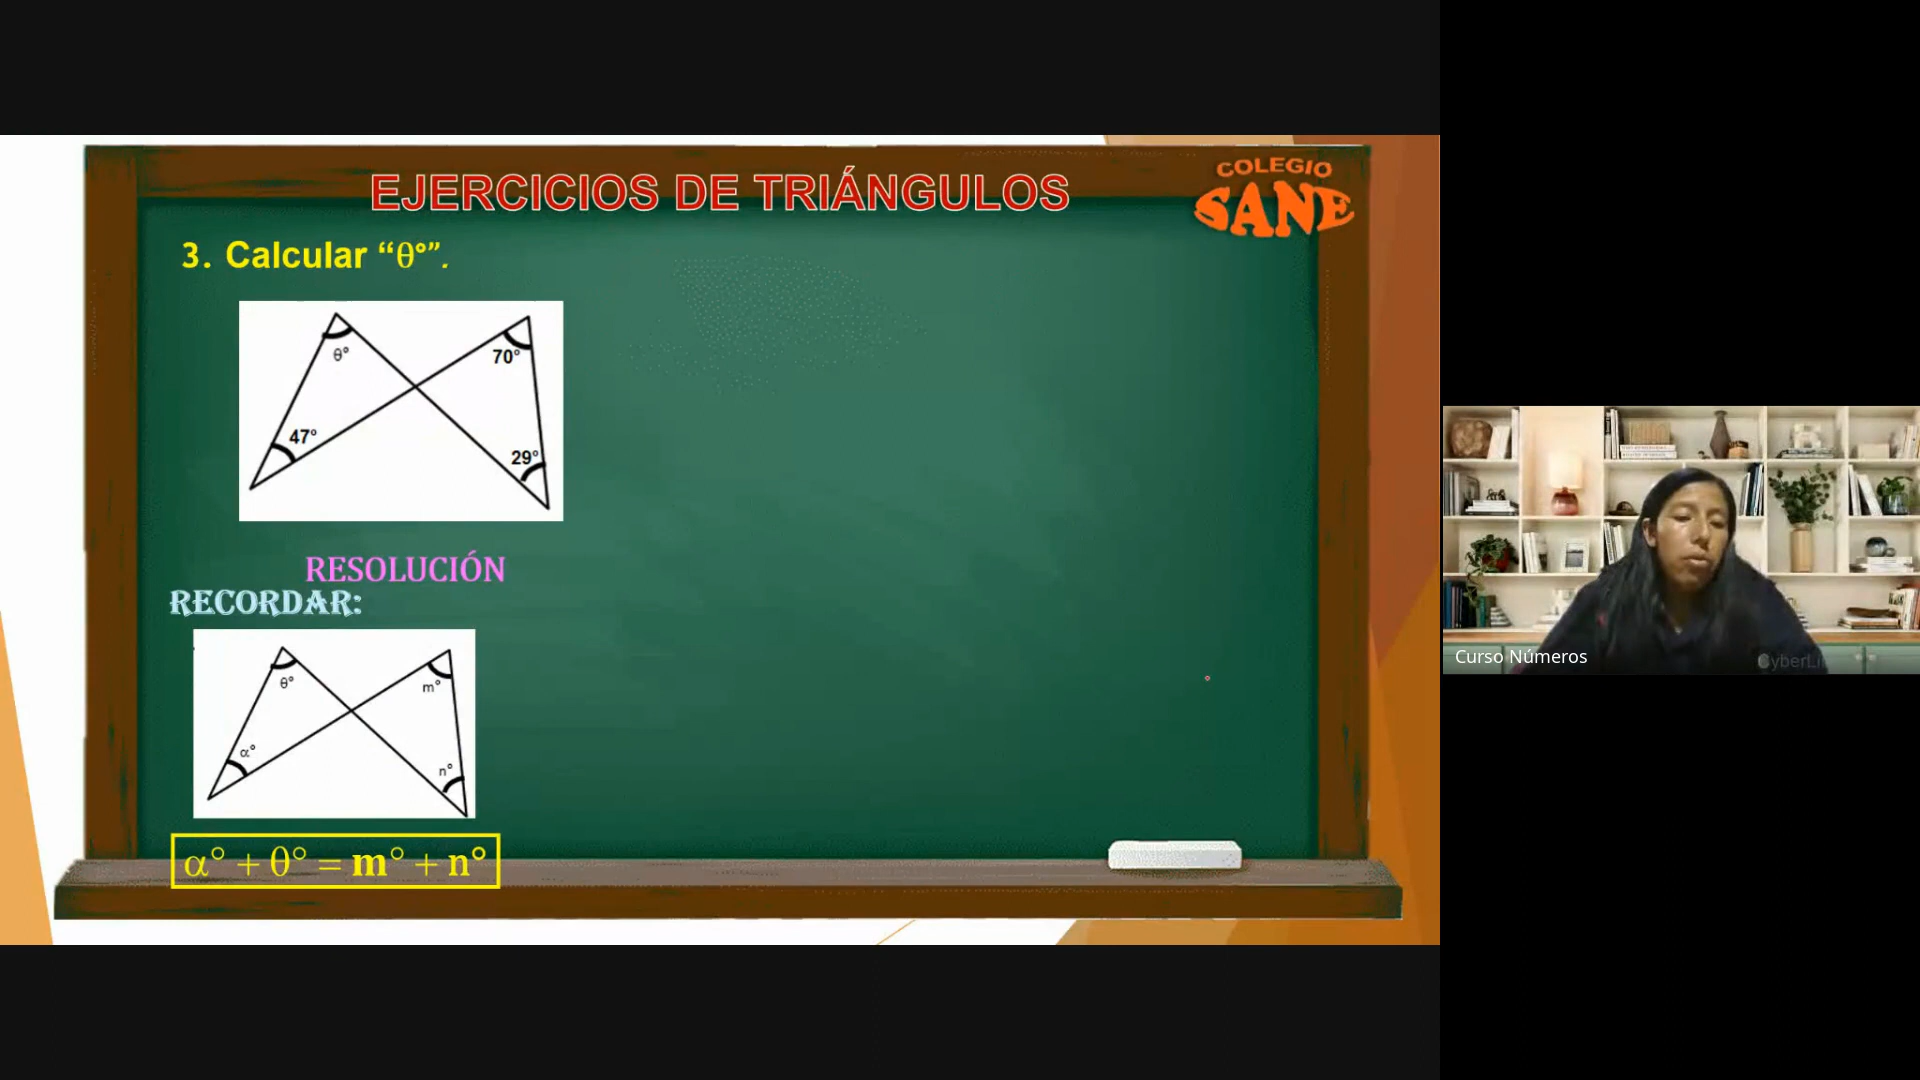 EJERCICIOS DE TRIÁNGULOS
COLEGIO
SANE
3. Calcular “θ°”.
θ°
70°
47°
29°
RESOLUCIÓN
RECORDAR:
θ°
m°
α°
n°
α° + θ° = m° + n°
Curso Números